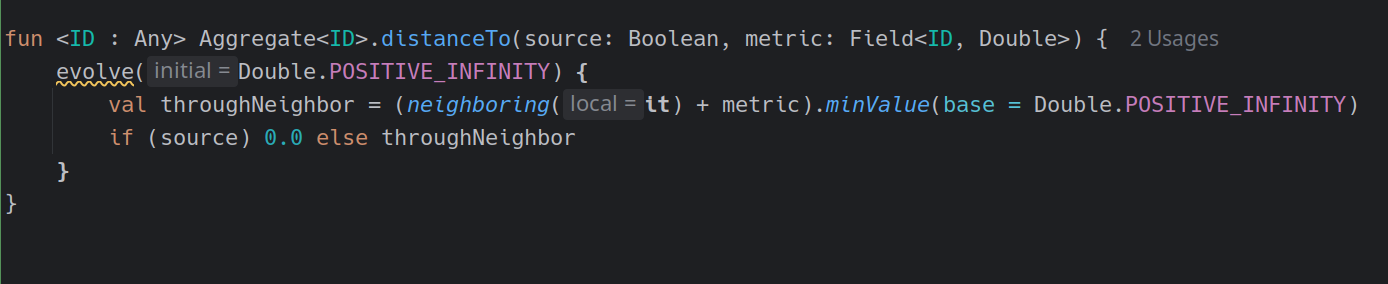 fun <ID : Any> Aggregate<ID>.distanceTo(source: Boolean, metric: Field<ID, Double>) { 2 Usages
    evolve( initial = Double.POSITIVE_INFINITY) {
        val throughNeighbor = (neighboring( local = it) + metric).minValue(base = Double.POSITIVE_INFINITY)
        if (source) 0.0 else throughNeighbor
    }
}